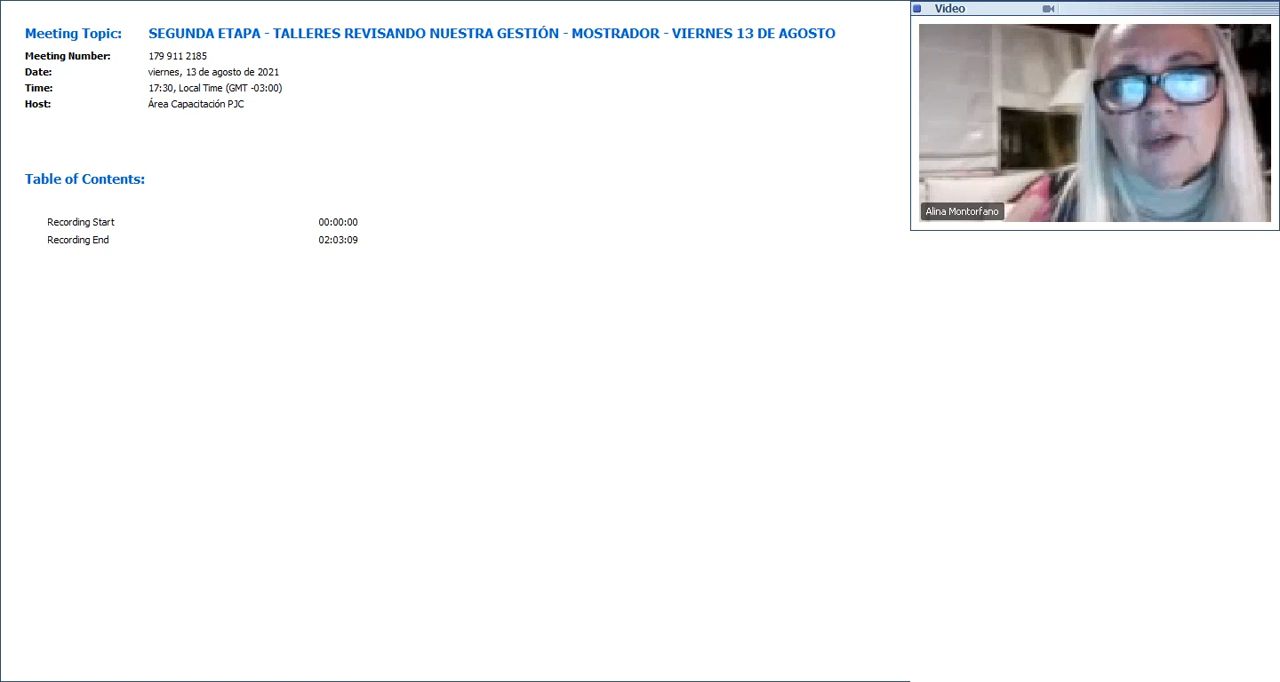 Meeting Topic: SEGUNDA ETAPA - TALLERES REVISANDO NUESTRA GESTIÓN - MOSTRADOR - VIERNES 13 DE AGOSTO
Meeting Number: 179 911 2185
Date: viernes, 13 de agosto de 2021
Time: 17:30, Local Time (GMT -03:00)
Host: Área Capacitación PJC
Table of Contents:
Recording Start 00:00:00
Recording End 02:03:09
Video
Alina Montorfano